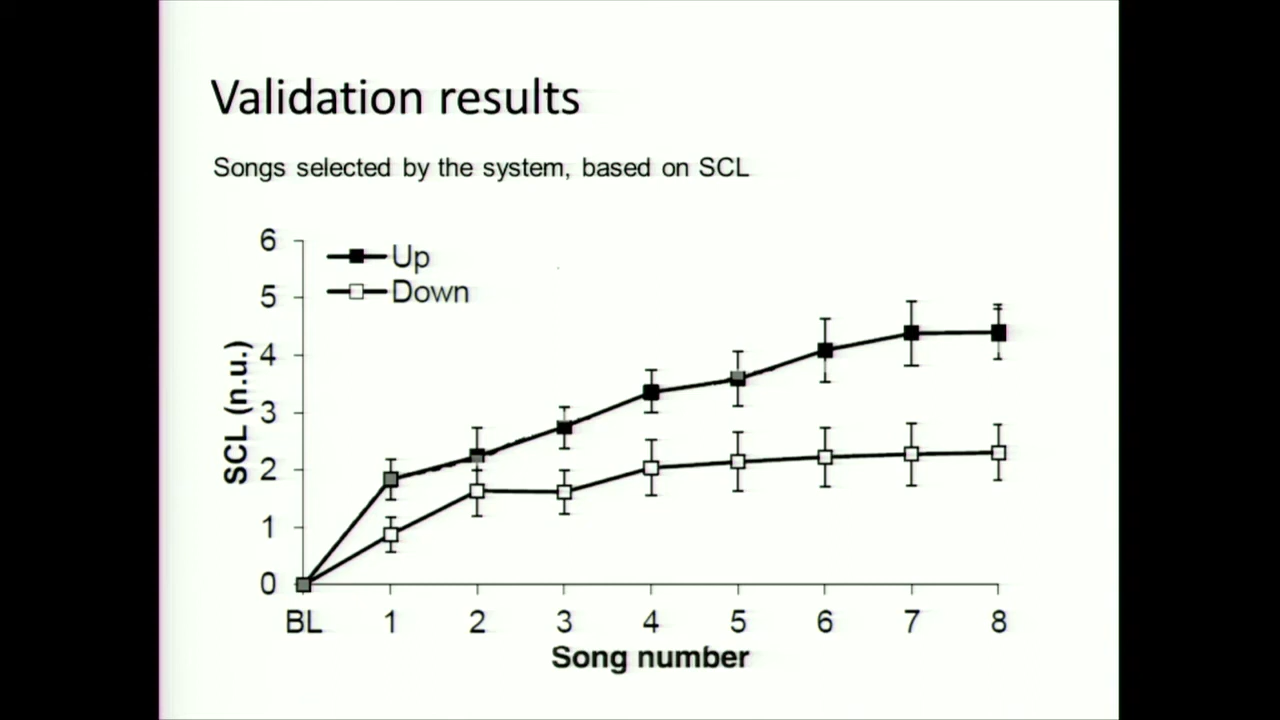 Validation results
Songs selected by the system, based on SCL
6
Up
5
Down
4
3
2
1
0
SCL (n.u.)
BL 1 2 3 4 5 6 7 8
Song number